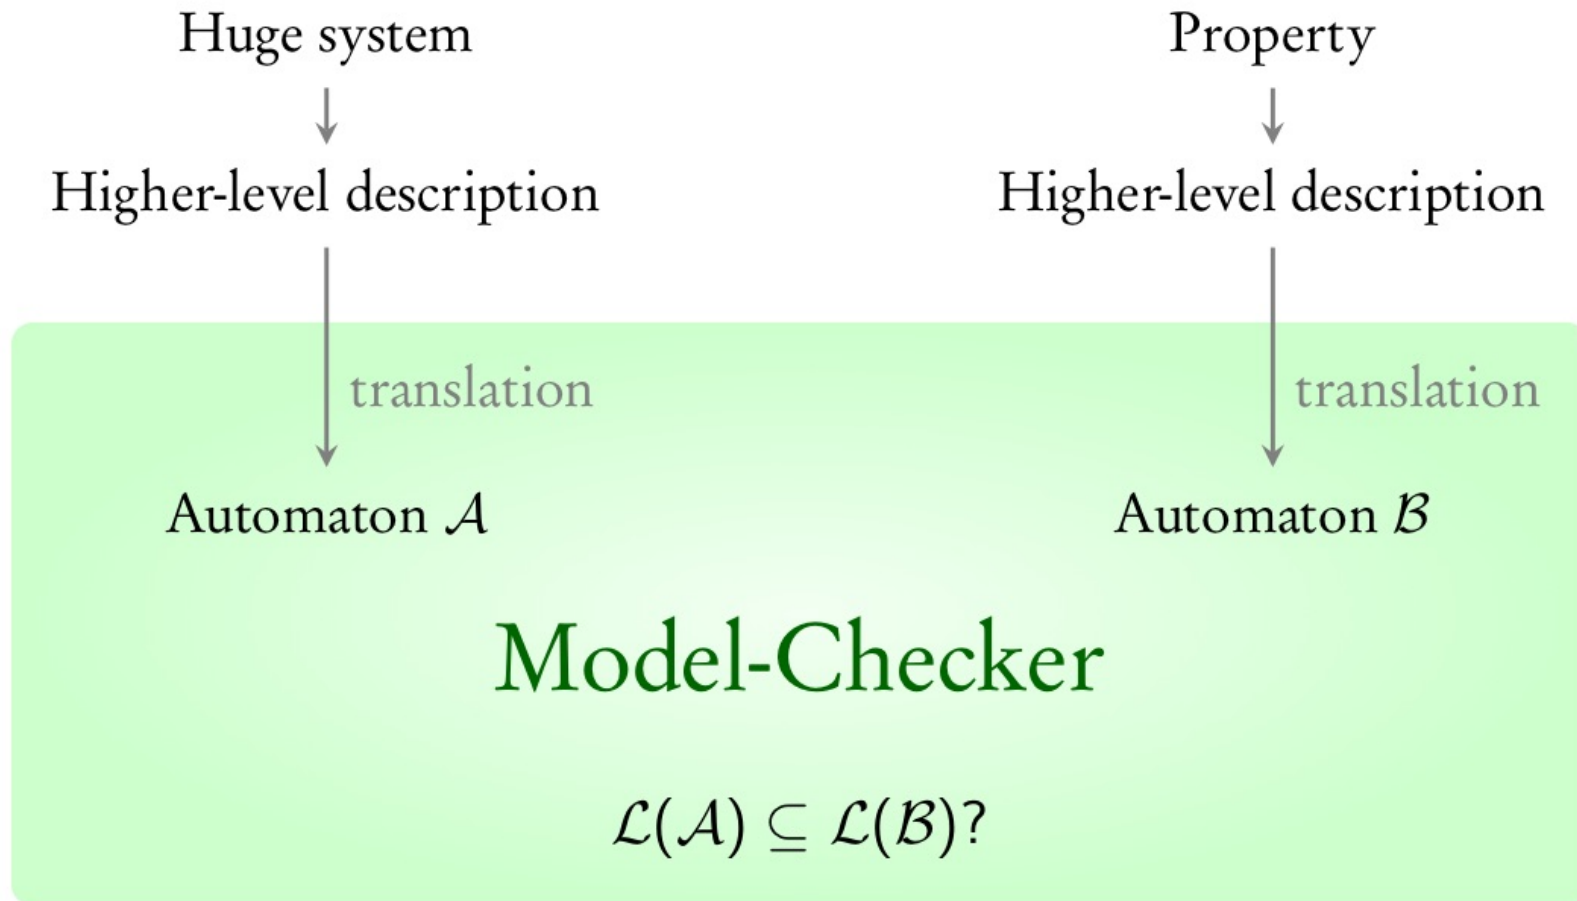 Huge system Property
Higher-level description Higher-level description
translation translation
Automaton 𝒜 Automaton ℬ
Model-Checker
ℒ(𝒜) ⊆ ℒ(ℬ)?